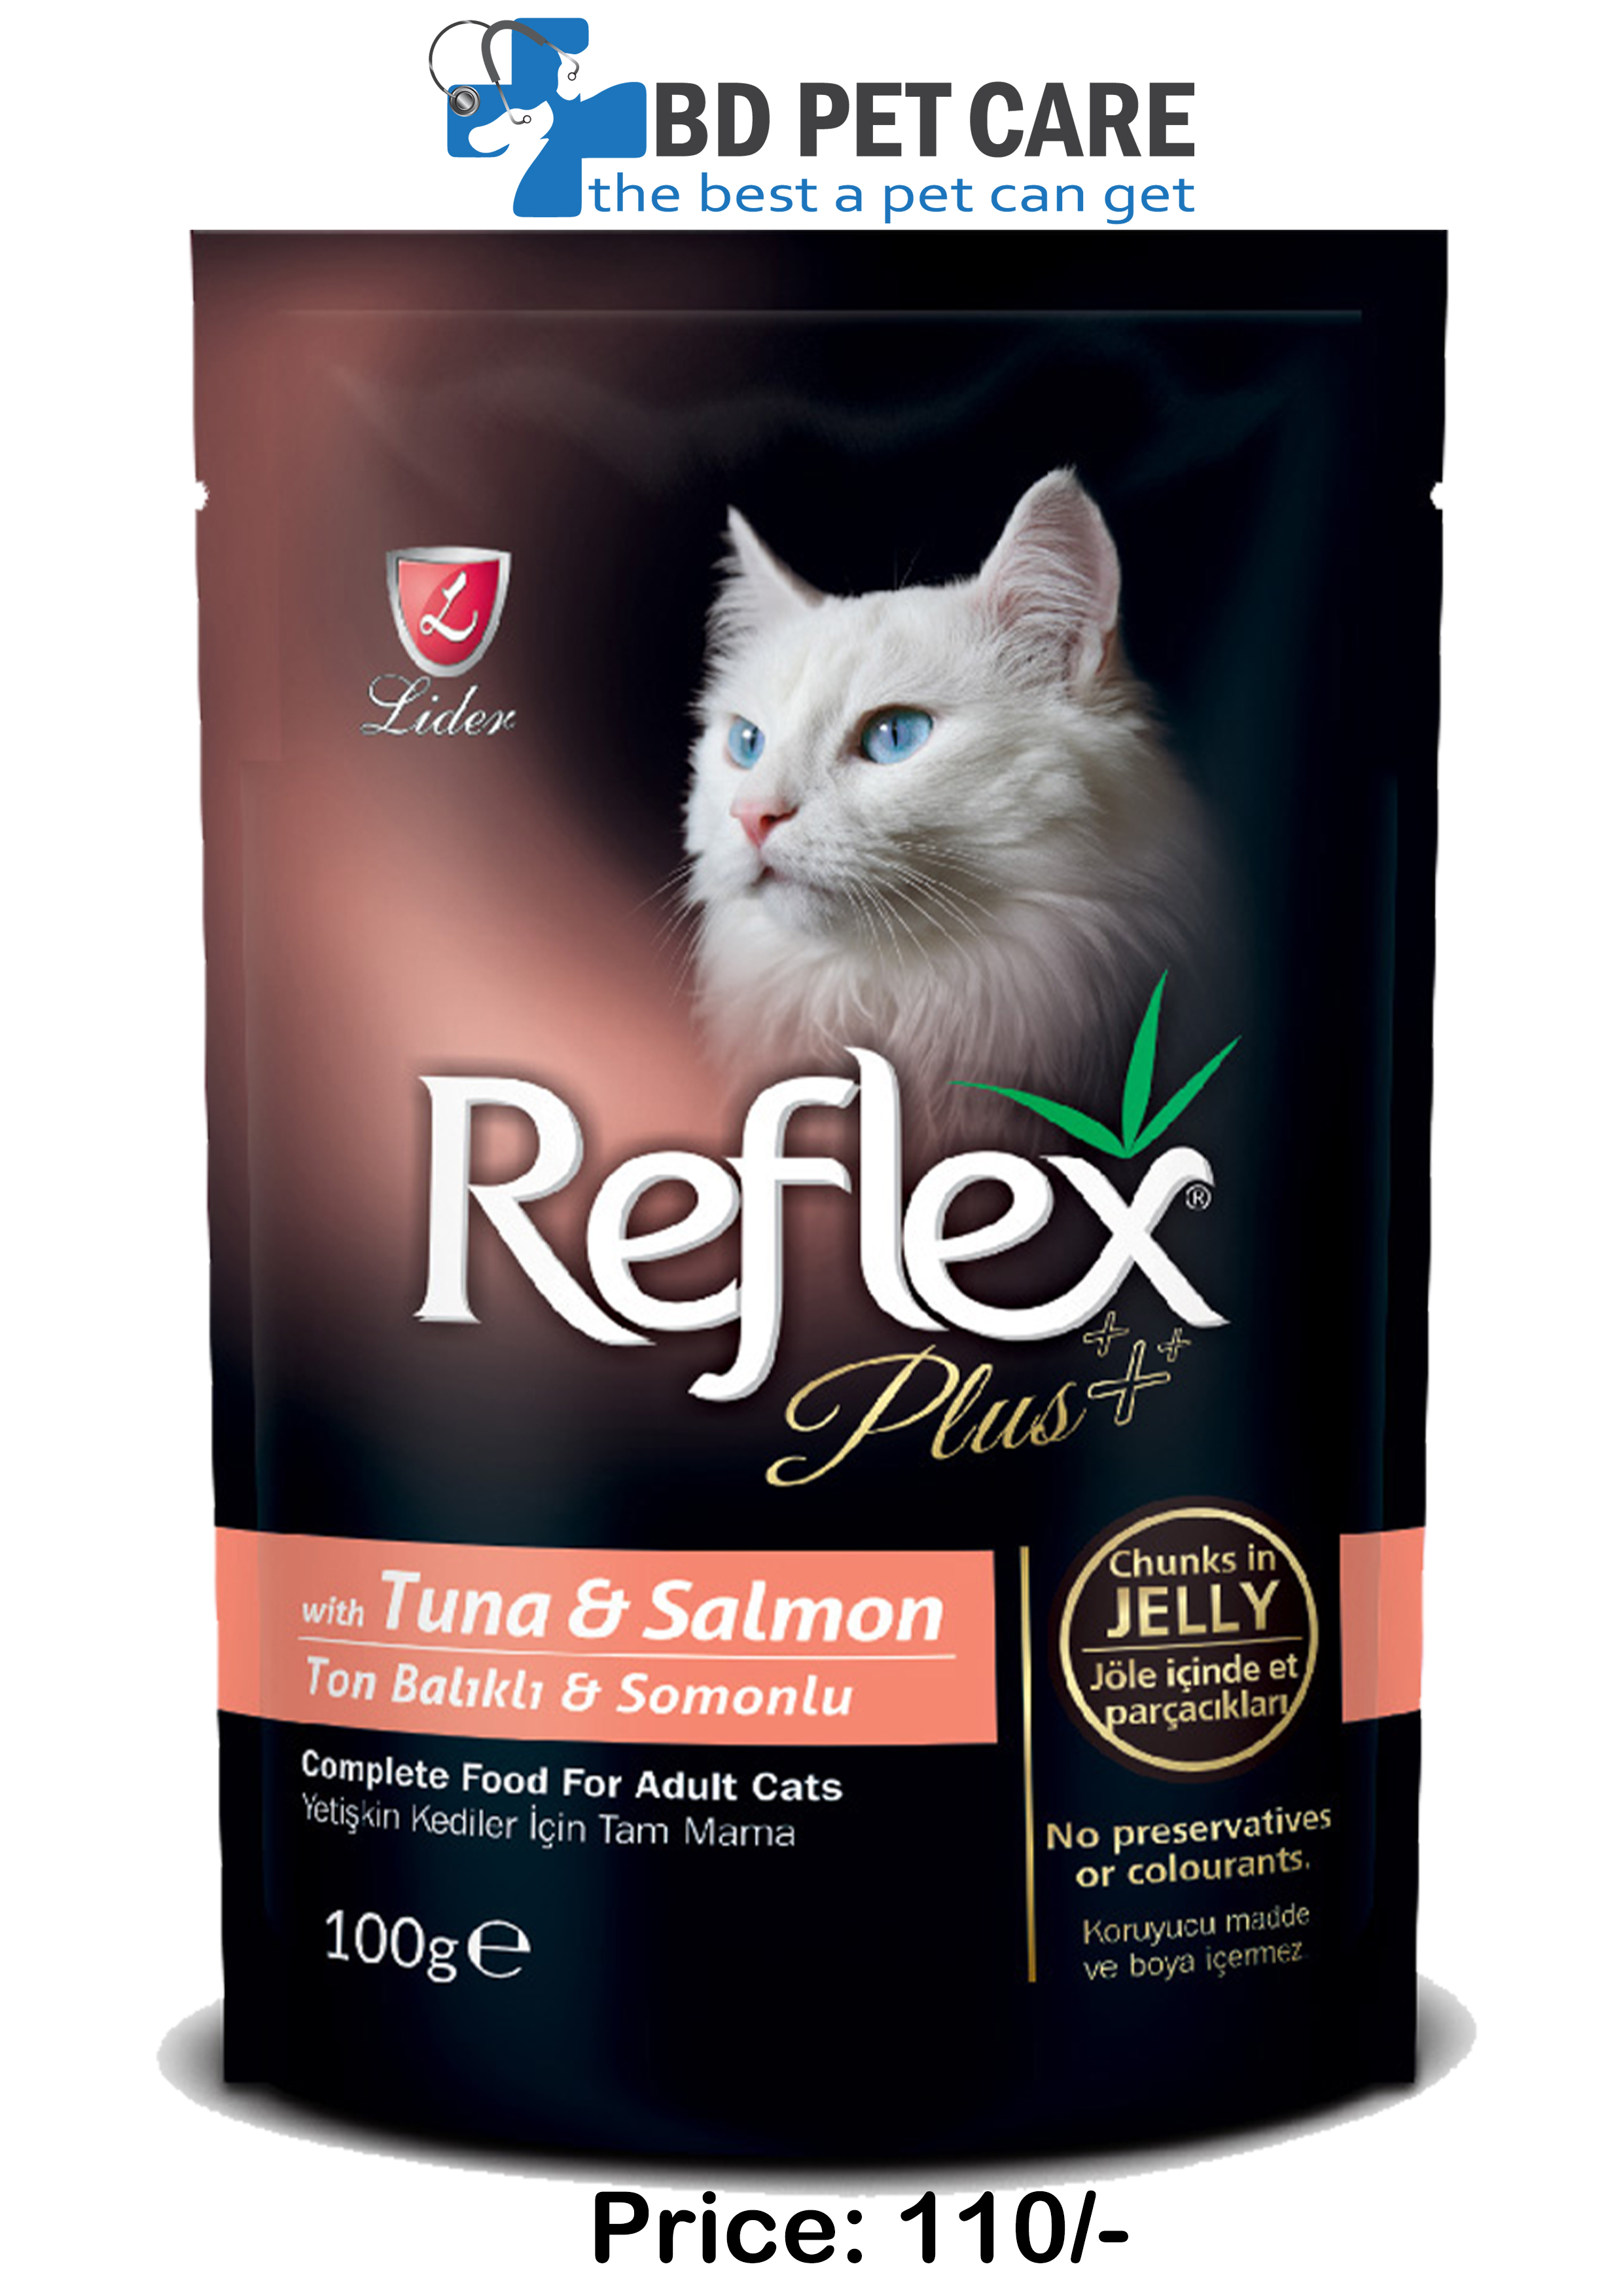 BD PET CARE
the best a pet can get
L
Lider
Reflex®
Plus+++
with Tuna & Salmon
Ton Balıklı & Somonlu
Chunks in
JELLY
Jöle içinde et
parçacıkları
Complete Food For Adult Cats
Yetişkin Kediler İçin Tam Mama
No preservatives
or colourants.
Koruyucu madde
ve boya içermez.
100g℮
Price: 110/-